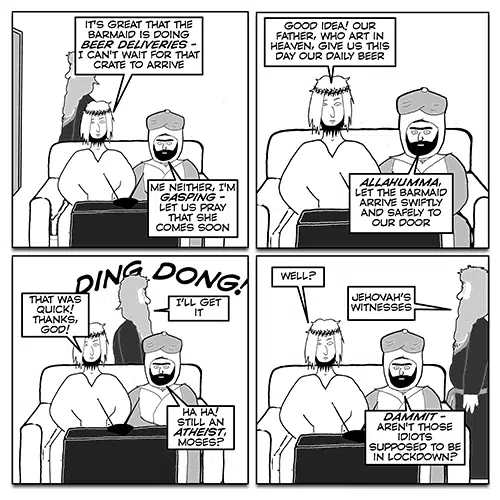 IT'S GREAT THAT THE
BARMAID IS DOING
BEER DELIVERIES -
I CAN'T WAIT FOR THAT
CRATE TO ARRIVE
ME NEITHER, I'M
GASPING -
LET US PRAY
THAT SHE
COMES SOON
GOOD IDEA! OUR
FATHER, WHO ART IN
HEAVEN, GIVE US THIS
DAY OUR DAILY BEER
ALLAHUMMA,
LET THE BARMAID
ARRIVE SWIFTLY
AND SAFELY TO
OUR DOOR
DING DONG!
THAT WAS
QUICK!
THANKS,
GOD!
I'LL GET
IT
HA HA!
STILL AN
ATHEIST,
MOSES?
WELL?
JEHOVAH'S
WITNESSES
DAMMIT -
AREN'T THOSE
IDIOTS
SUPPOSED TO BE
IN LOCKDOWN?